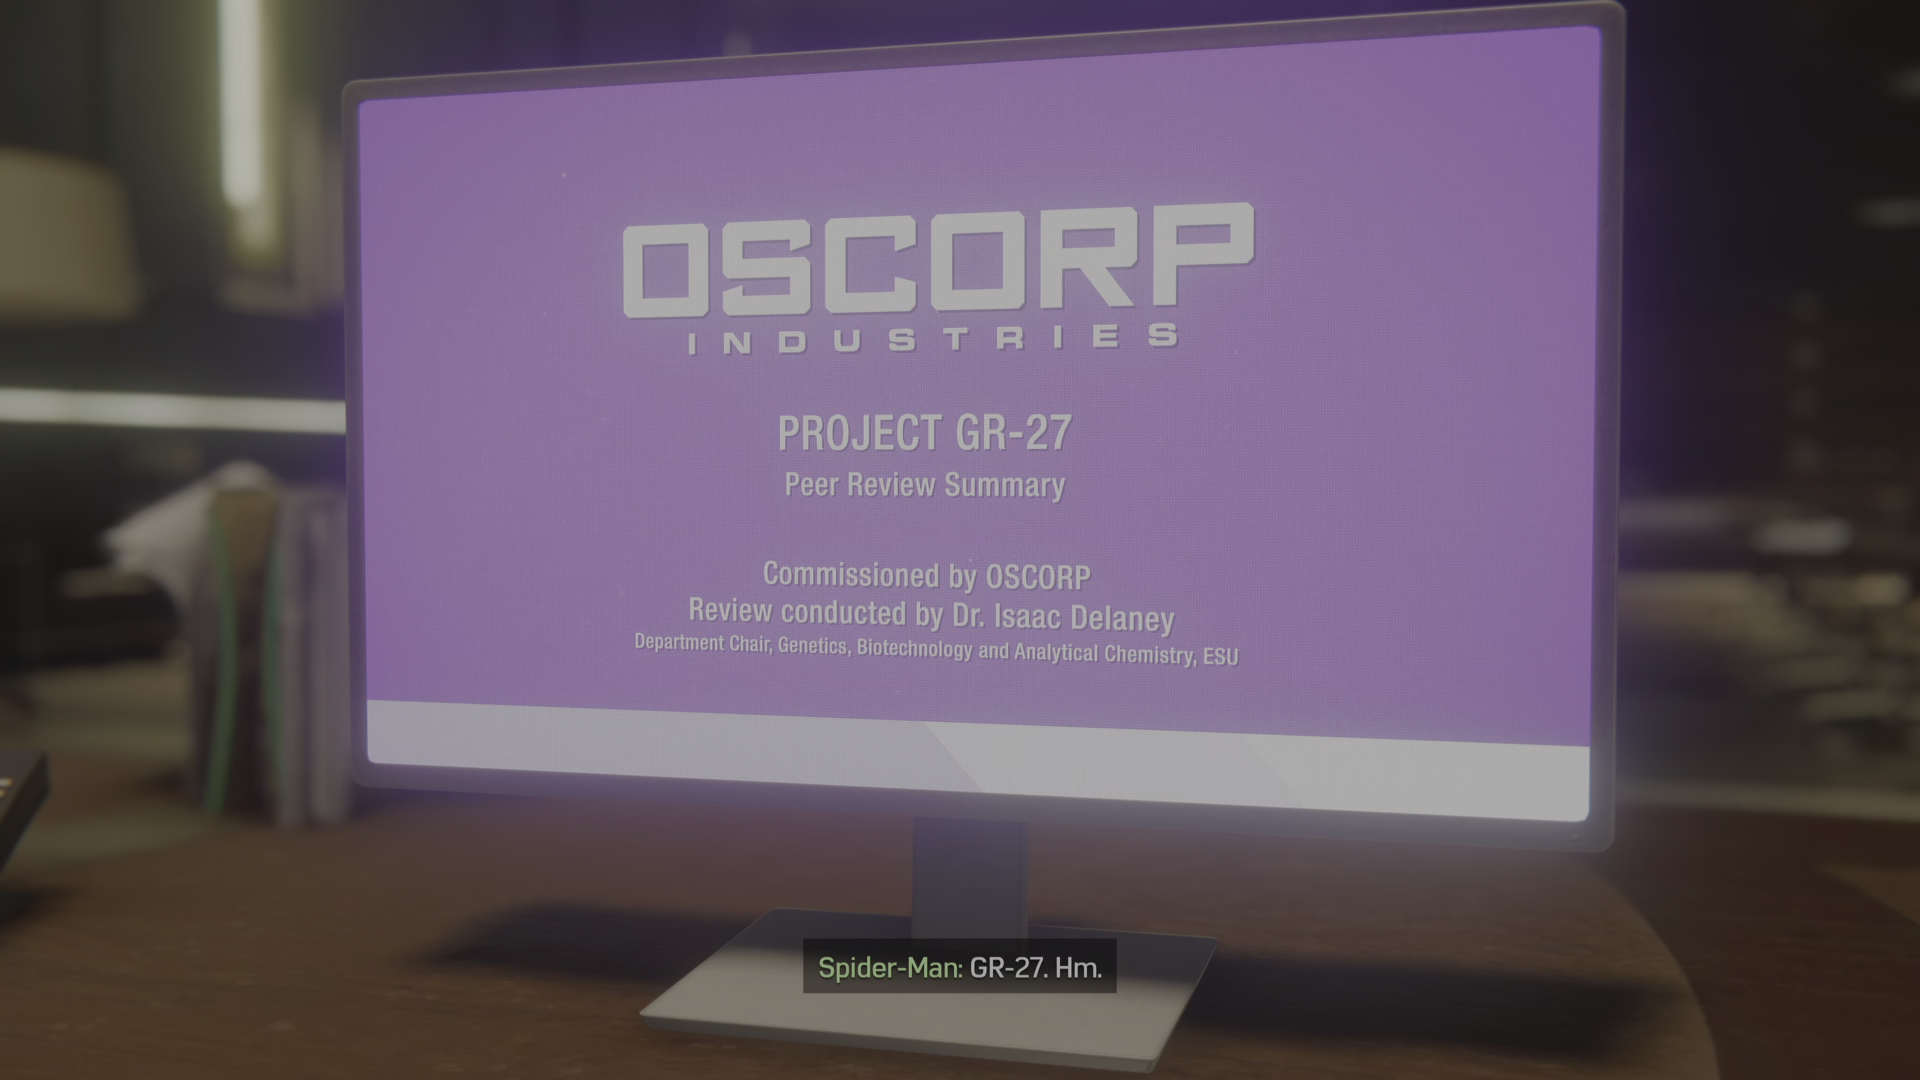 OSCORP
INDUSTRIES
PROJECT GR-27
Peer Review Summary
Commissioned by OSCORP
Review conducted by Dr. Isaac Delaney
Department Chair, Genetics, Biotechnology and Analytical Chemistry, ESU
Spider-Man: GR-27. Hm.